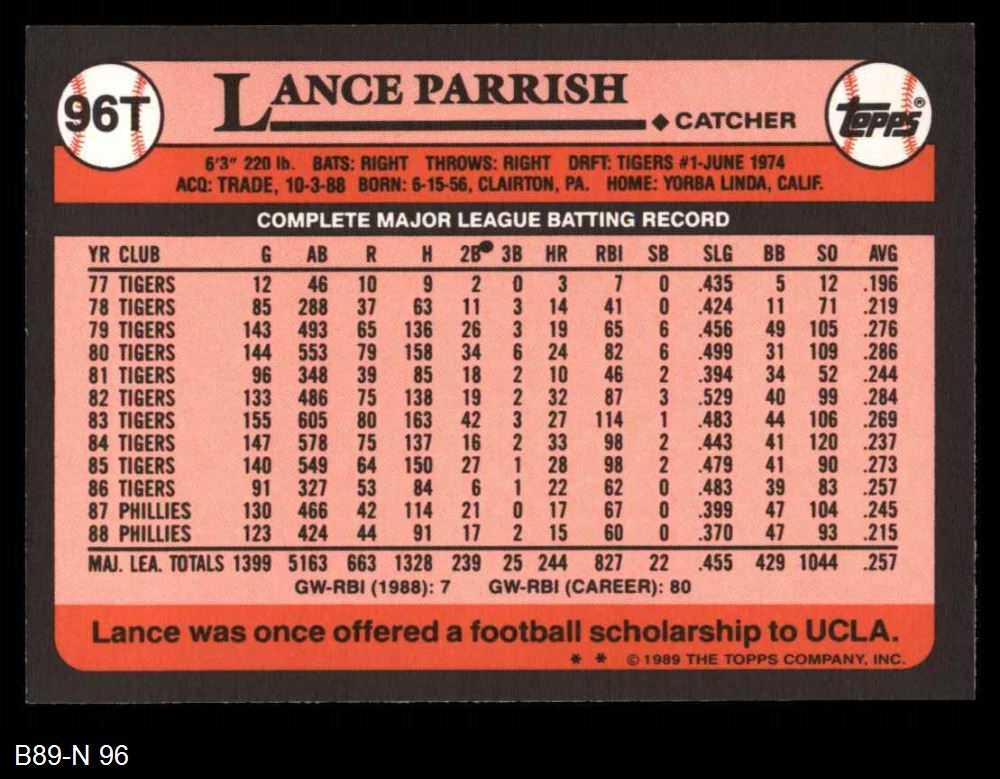 96T
LANCE PARRISH
◆ CATCHER
TOPPS®
6'3" 220 lb. BATS: RIGHT THROWS: RIGHT DRFT: TIGERS #1-JUNE 1974
ACQ: TRADE, 10-3-88 BORN: 6-15-56, CLAIRTON, PA. HOME: YORBA LINDA, CALIF.
COMPLETE MAJOR LEAGUE BATTING RECORD
YR CLUB G AB R H 2B 3B HR RBI SB SLG BB SO AVG
77 TIGERS 12 46 10 9 2 0 3 7 0 .435 5 12 .196
78 TIGERS 85 288 37 63 11 3 14 41 0 .424 11 71 .219
79 TIGERS 143 493 65 136 26 3 19 65 6 .456 49 105 .276
80 TIGERS 144 553 79 158 34 6 24 82 6 .499 31 109 .286
81 TIGERS 96 348 39 85 18 2 10 46 2 .394 34 52 .244
82 TIGERS 133 486 75 138 19 2 32 87 3 .529 40 99 .284
83 TIGERS 155 605 80 163 42 3 27 114 1 .483 44 106 .269
84 TIGERS 147 578 75 137 16 2 33 98 2 .443 41 120 .237
85 TIGERS 140 549 64 150 27 1 28 98 2 .479 41 90 .273
86 TIGERS 91 327 53 84 6 1 22 62 0 .483 39 83 .257
87 PHILLIES 130 466 42 114 21 0 17 67 0 .399 47 104 .245
88 PHILLIES 123 424 44 91 17 2 15 60 0 .370 47 93 .215
MAJ. LEA. TOTALS 1399 5163 663 1328 239 25 244 827 22 .455 429 1044 .257
GW-RBI (1988): 7 GW-RBI (CAREER): 80
Lance was once offered a football scholarship to UCLA.
* * © 1989 THE TOPPS COMPANY, INC.
B89-N 96